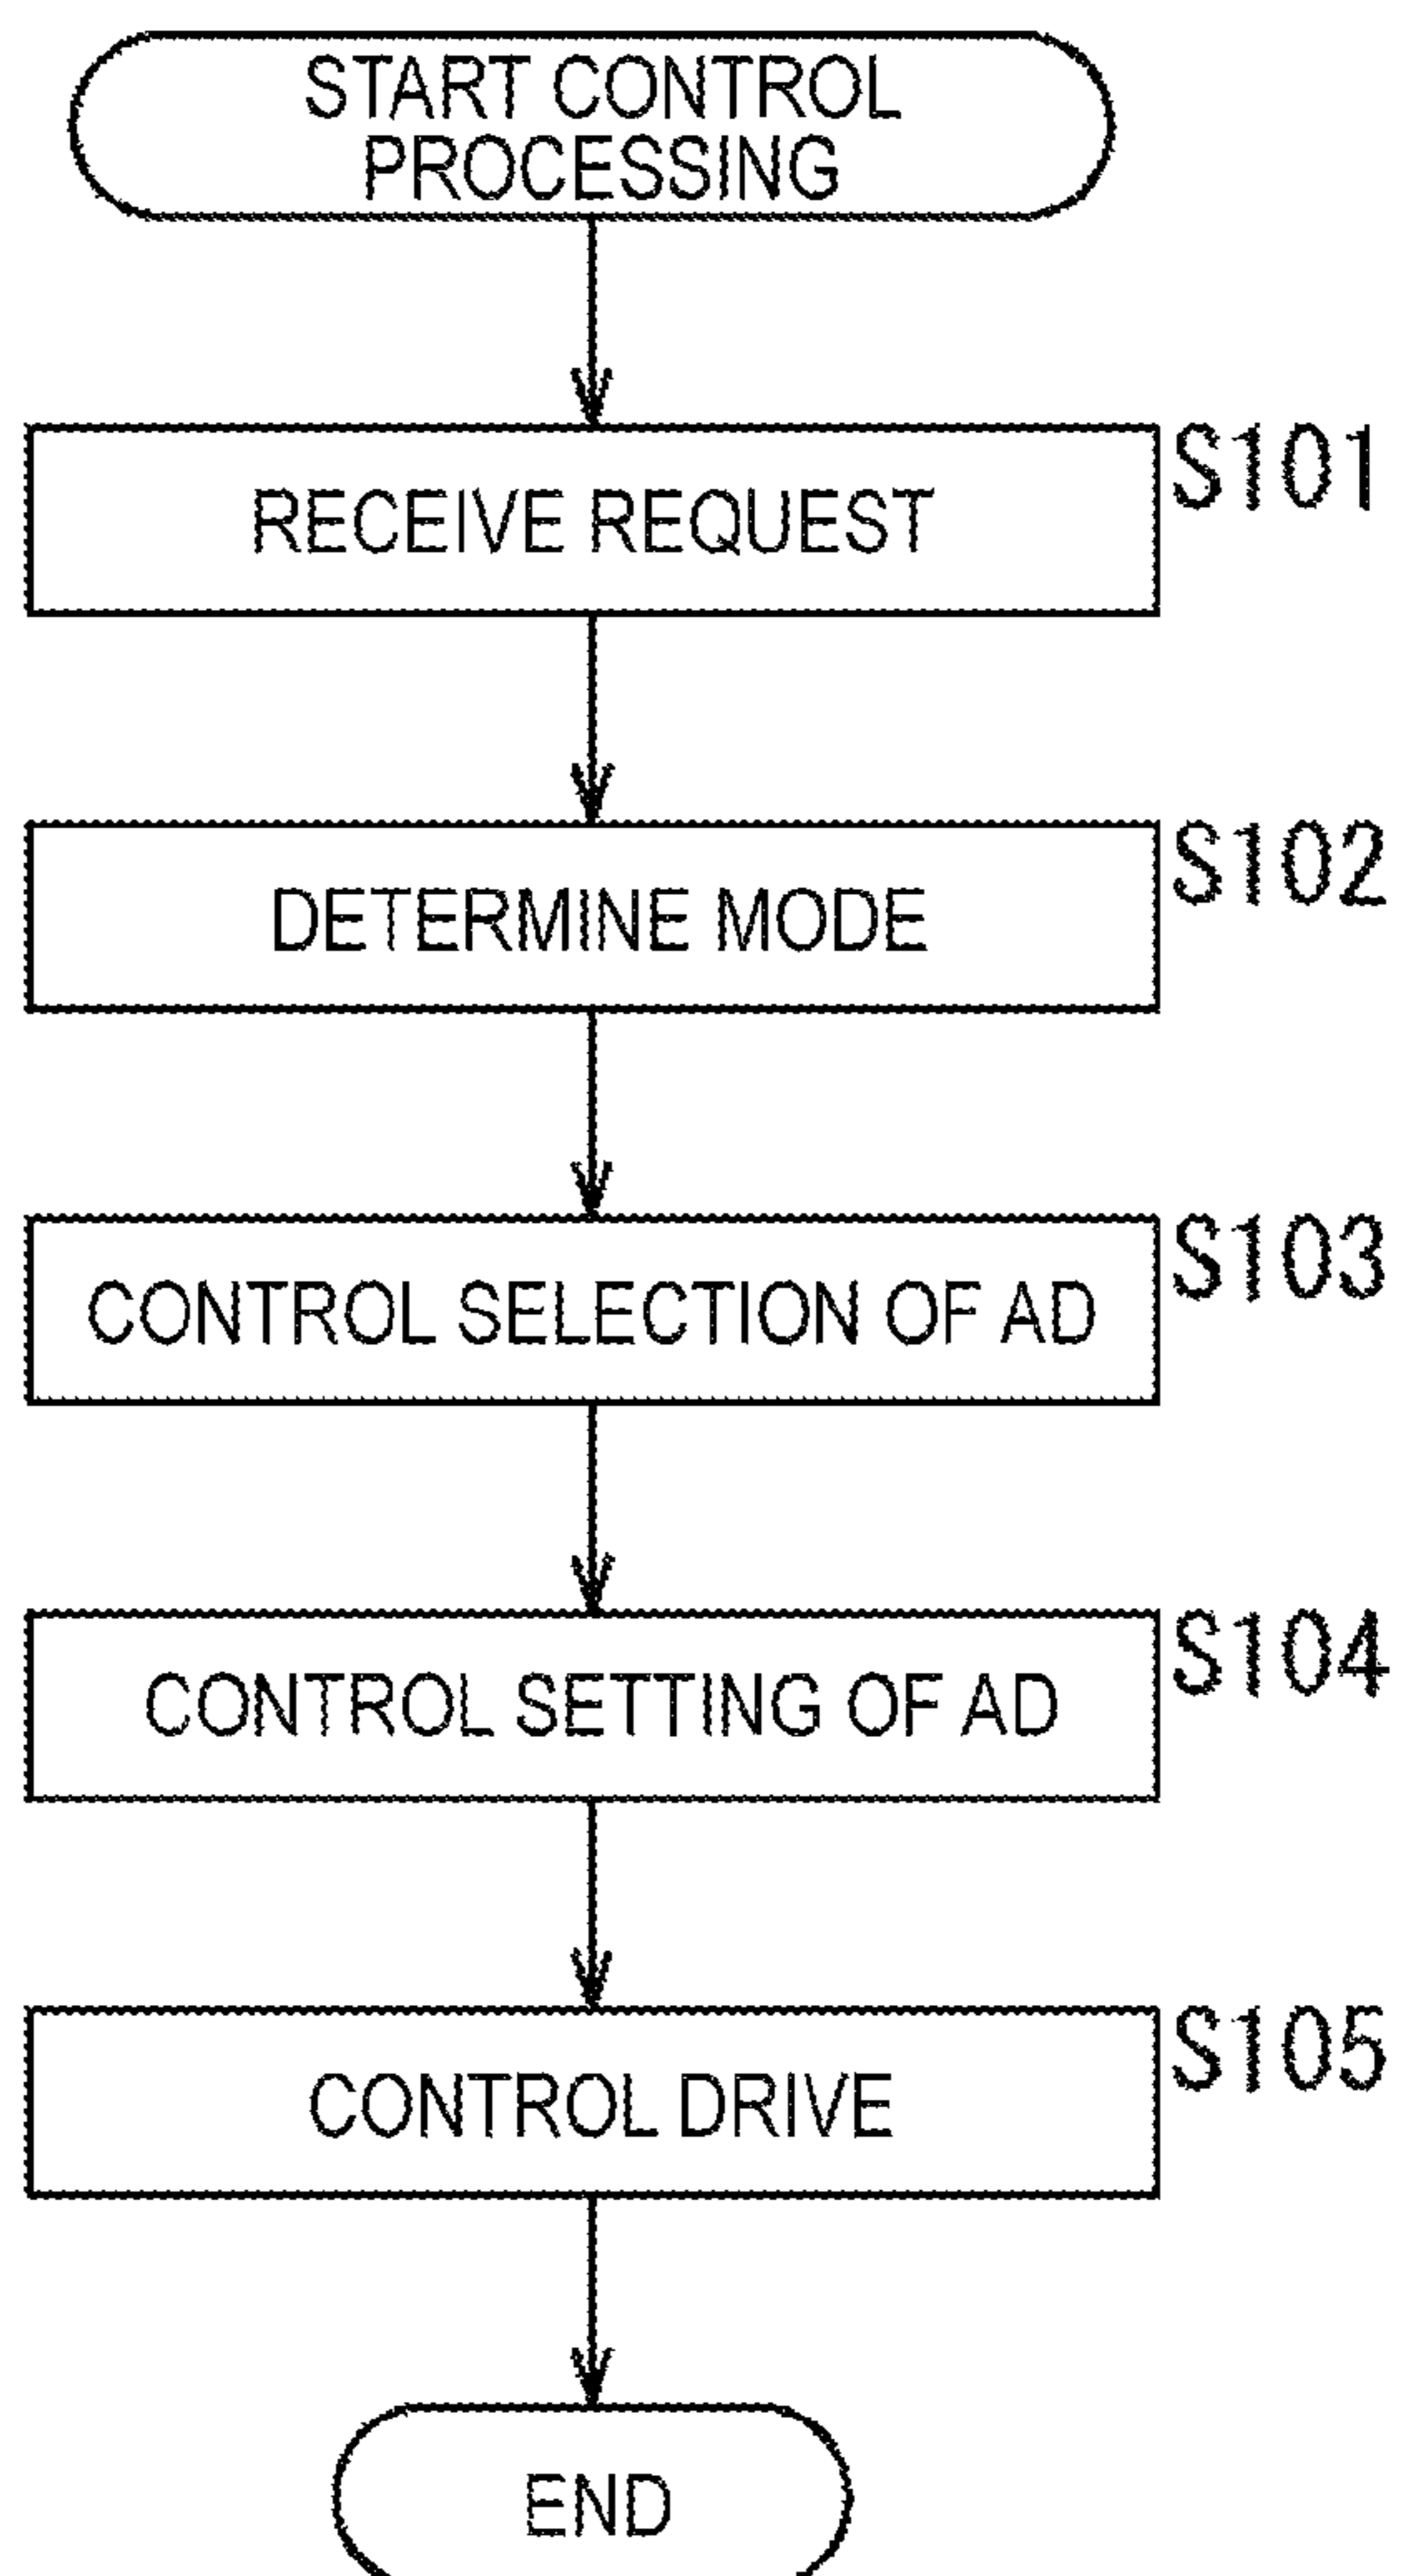 START CONTROL
PROCESSING
RECEIVE REQUEST
S101
DETERMINE MODE
S102
CONTROL SELECTION OF AD
S103
CONTROL SETTING OF AD
S104
CONTROL DRIVE
S105
END